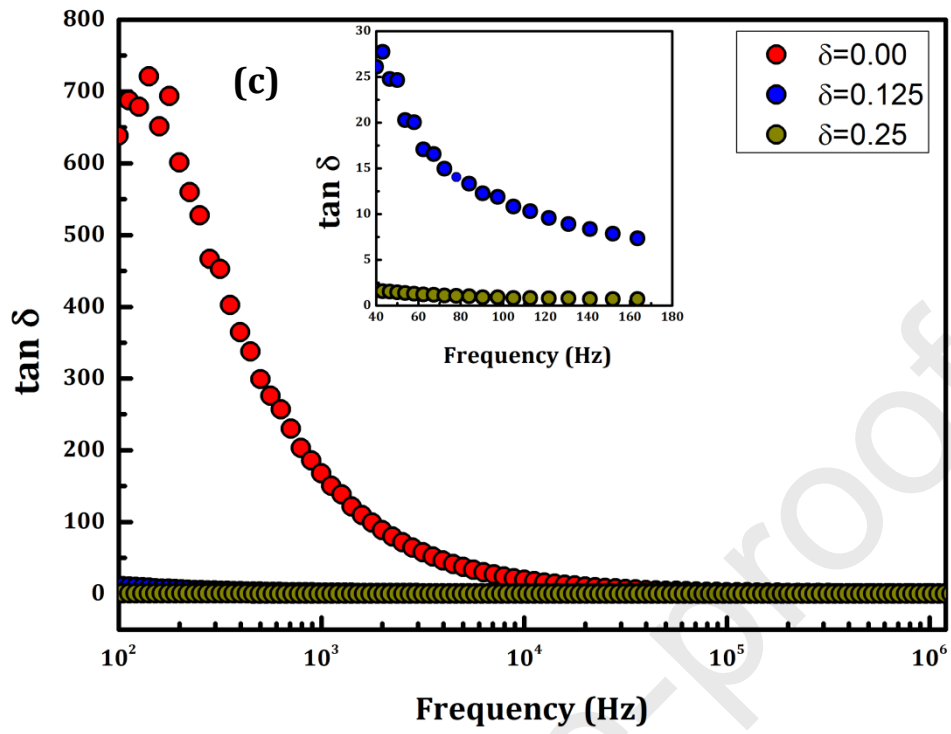 800
700
600
500
400
300
200
100
0
tan δ
(c)
30
25
20
15
10
5
0
tan δ
40 60 80 100 120 140 160 180
Frequency (Hz)
δ=0.00
δ=0.125
δ=0.25
10² 10³ 10⁴ 10⁵ 10⁶
Frequency (Hz)
-proof